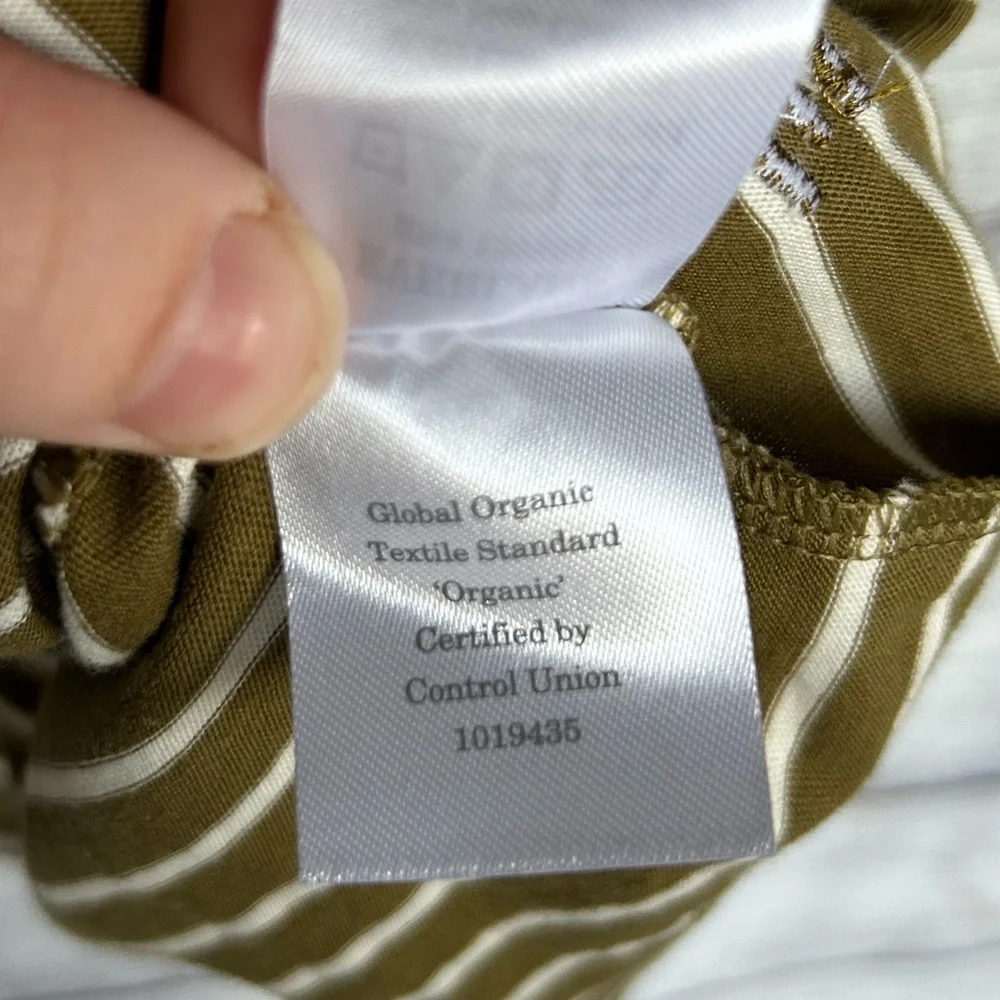 Global Organic
Textile Standard
‘Organic’
Certified by
Control Union
1019435